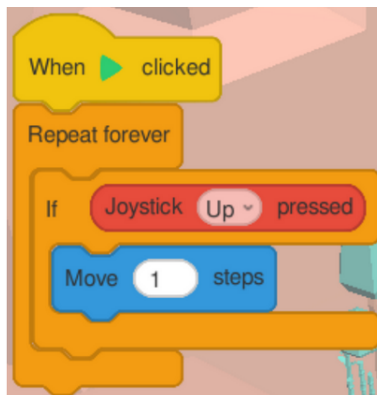 When clicked
Repeat forever
If Joystick Up pressed
Move 1 steps